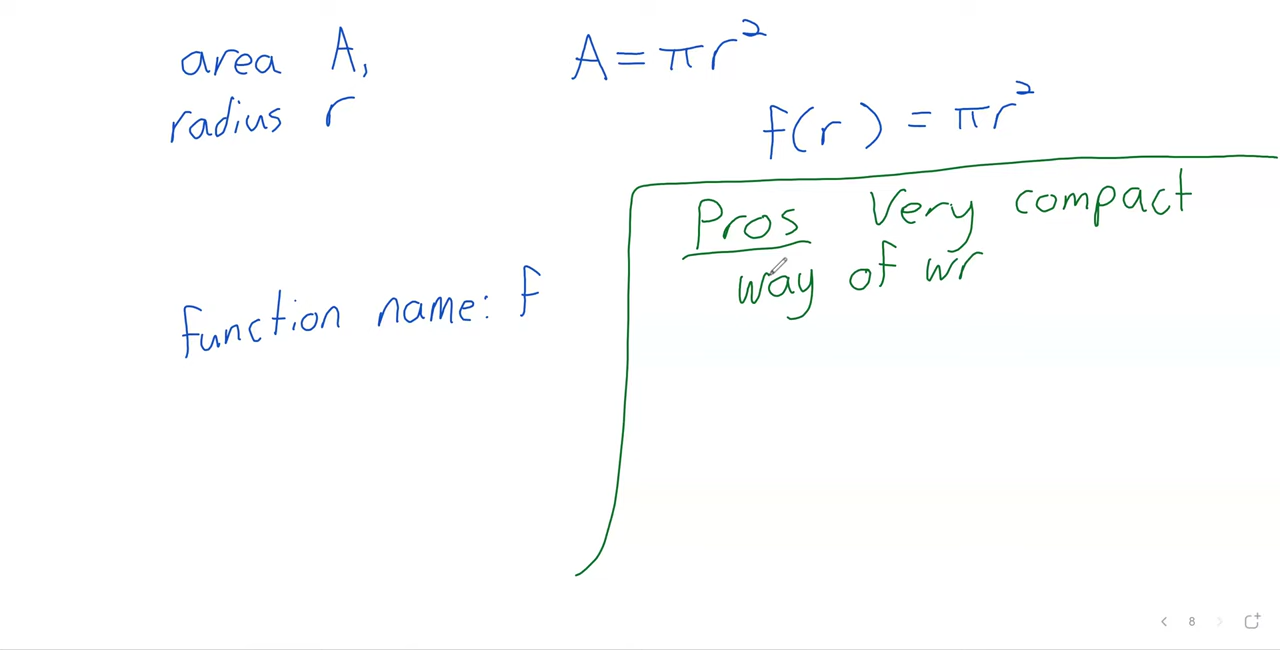 area A,
radius r
A = πr²
f(r) = πr²
function name: f
Pros Very compact
way of wr
8